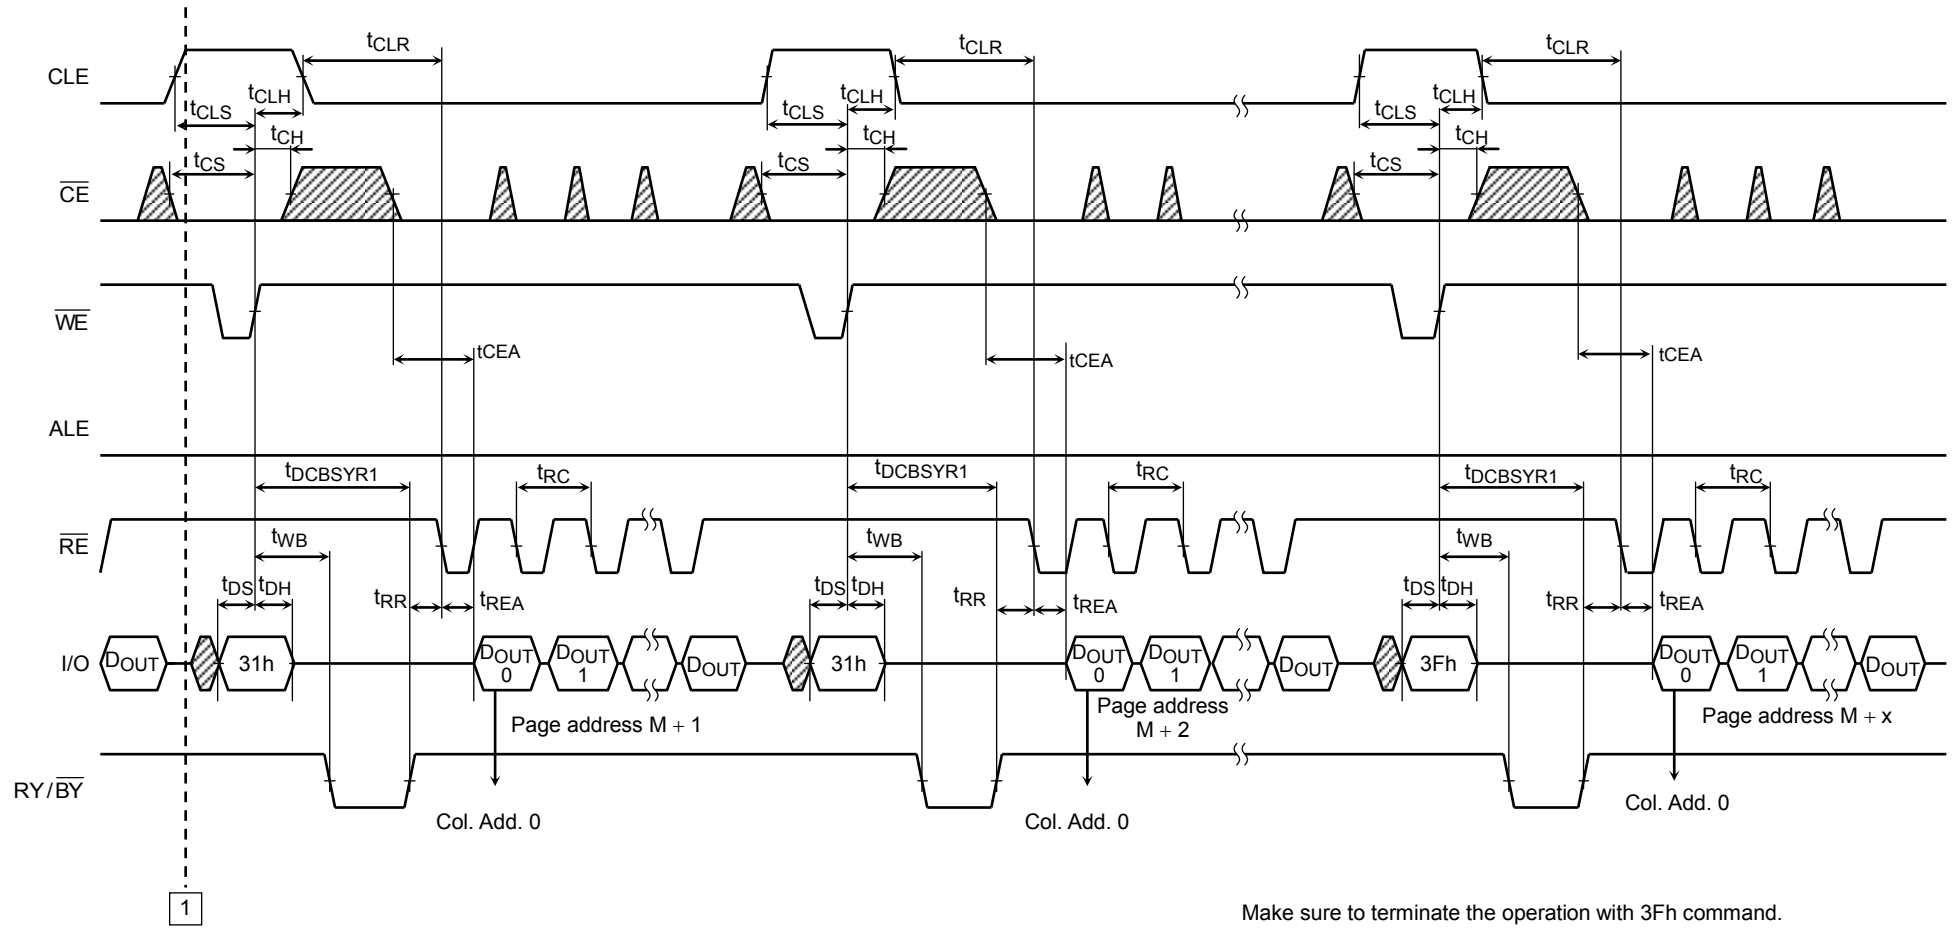 CLE tCLR tCLR tCLR
tCLS tCLH tCLS tCLH tCLS tCLH
tCH tCH tCH
CE tCS tCS tCS
WE
tCEA tCEA tCEA
ALE
tDCBSYR1 tRC tDCBSYR1 tRC tDCBSYR1 tRC
RE tWB tWB tWB
tDS tDH tRR tREA tDS tDH tRR tREA tDS tDH tRR tREA
I/O DOUT 31h DOUT 0 DOUT 1 DOUT 31h DOUT 0 DOUT 1 DOUT 3Fh DOUT 0 DOUT 1 DOUT
Page address M + 1
Page address
M + 2
Page address M + x
RY/BY
Col. Add. 0 Col. Add. 0 Col. Add. 0
1
Make sure to terminate the operation with 3Fh command.